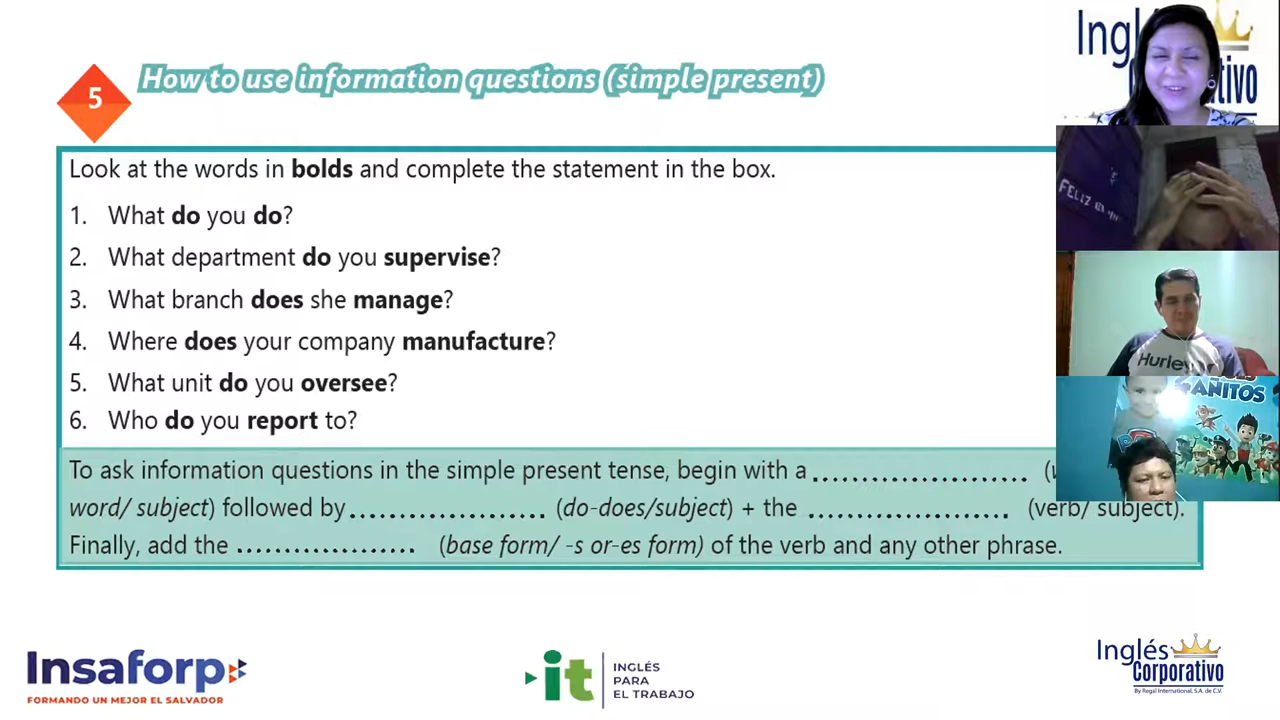 5
How to use information questions (simple present)
Look at the words in bolds and complete the statement in the box.
1. What do you do?
2. What department do you supervise?
3. What branch does she manage?
4. Where does your company manufacture?
5. What unit do you oversee?
6. Who do you report to?
To ask information questions in the simple present tense, begin with a ........................
word/ subject) followed by ...................... (do-does/subject) + the ....................... (verb/ subject).
Finally, add the .................... (base form/ -s or-es form) of the verb and any other phrase.
Insaforp
FORMANDO UN MEJOR EL SALVADOR
it
INGLÉS
PARA
EL TRABAJO
Inglés
Corporativo
By Regal International, S.A. de C.V.
FELIZ
Hurley
AÑITOS